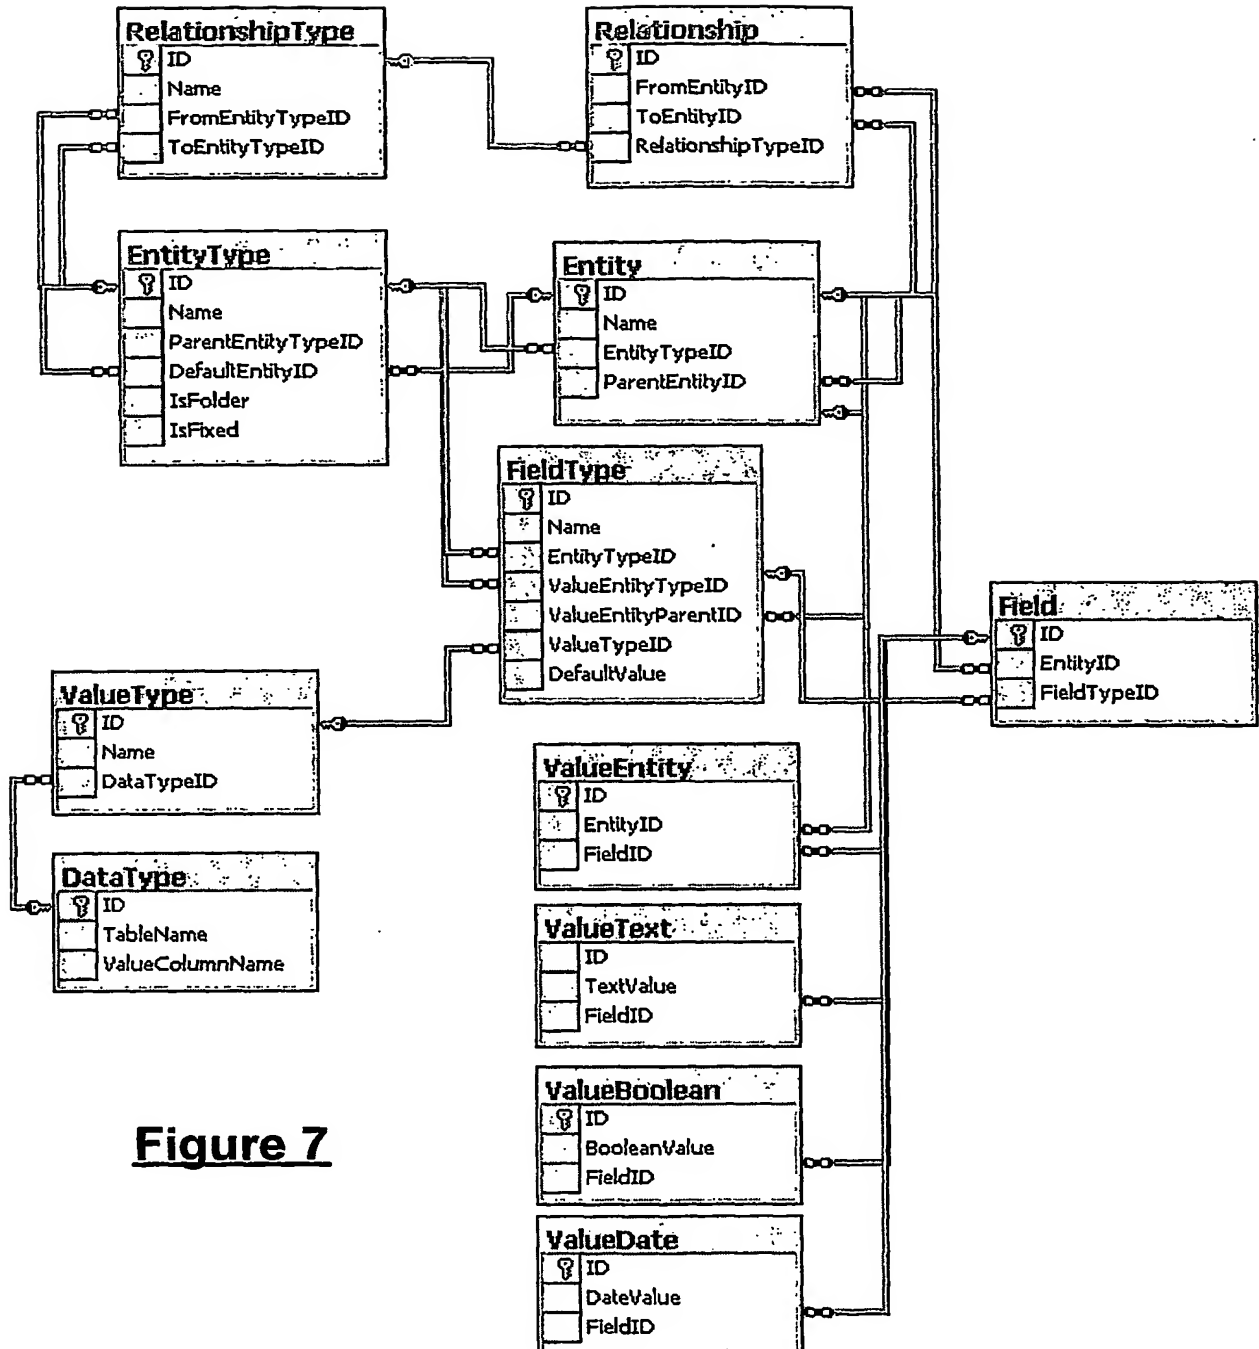 RelationshipType
ID
Name
FromEntityTypeID
ToEntityTypeID
Relationship
ID
FromEntityID
ToEntityID
RelationshipTypeID
EntityType
ID
Name
ParentEntityTypeID
DefaultEntityID
IsFolder
IsFixed
Entity
ID
Name
EntityTypeID
ParentEntityID
FieldType
ID
Name
EntityTypeID
ValueEntityTypeID
ValueEntityParentID
ValueTypeID
DefaultValue
Field
ID
EntityID
FieldTypeID
ValueType
ID
Name
DataTypeID
DataType
ID
TableName
ValueColumnName
ValueEntity
ID
EntityID
FieldID
ValueText
ID
TextValue
FieldID
ValueBoolean
ID
BooleanValue
FieldID
ValueDate
ID
DateValue
FieldID
Figure 7